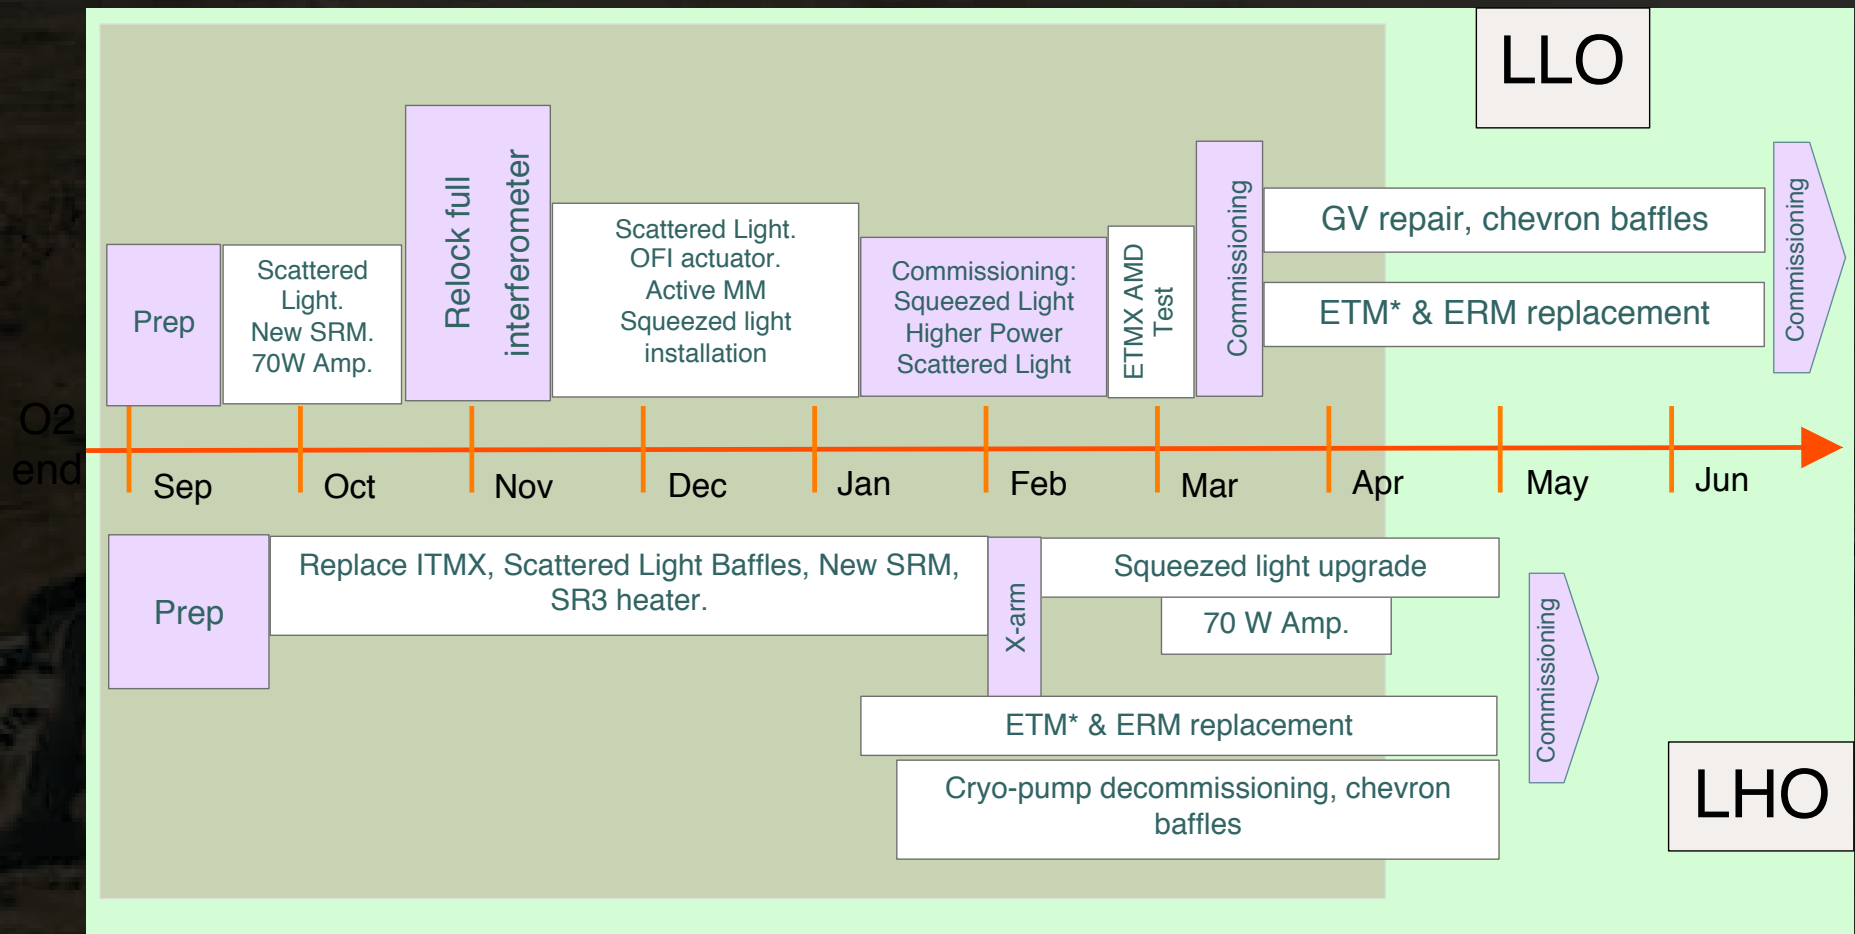 LLO
Prep
Scattered
Light.
New SRM.
70W Amp.
Relock full
interferometer
Scattered Light.
OFI actuator.
Active MM
Squeezed light
installation
Commissioning:
Squeezed Light
Higher Power
Scattered Light
ETMX AMD
Test
Commissioning
GV repair, chevron baffles
ETM* & ERM replacement
Commissioning
O2
end
Sep
Oct
Nov
Dec
Jan
Feb
Mar
Apr
May
Jun
Prep
Replace ITMX, Scattered Light Baffles, New SRM,
SR3 heater.
X-arm
Squeezed light upgrade
70 W Amp.
ETM* & ERM replacement
Cryo-pump decommissioning, chevron
baffles
Commissioning
LHO